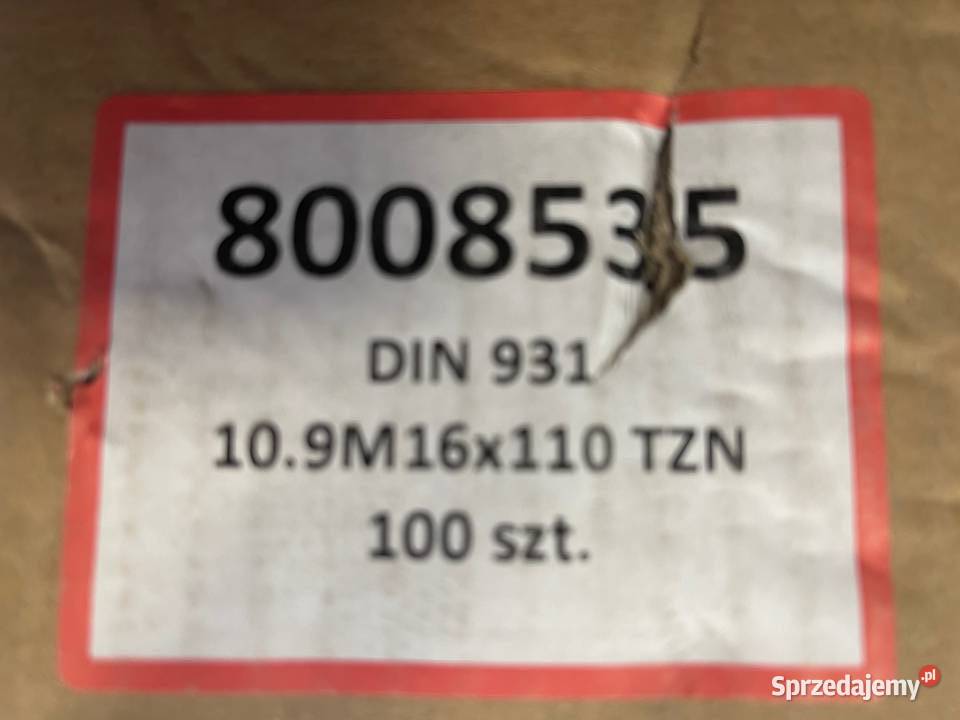 8008535
DIN 931
10.9M16x110 TZN
100 szt.
Sprzedajemy.pl